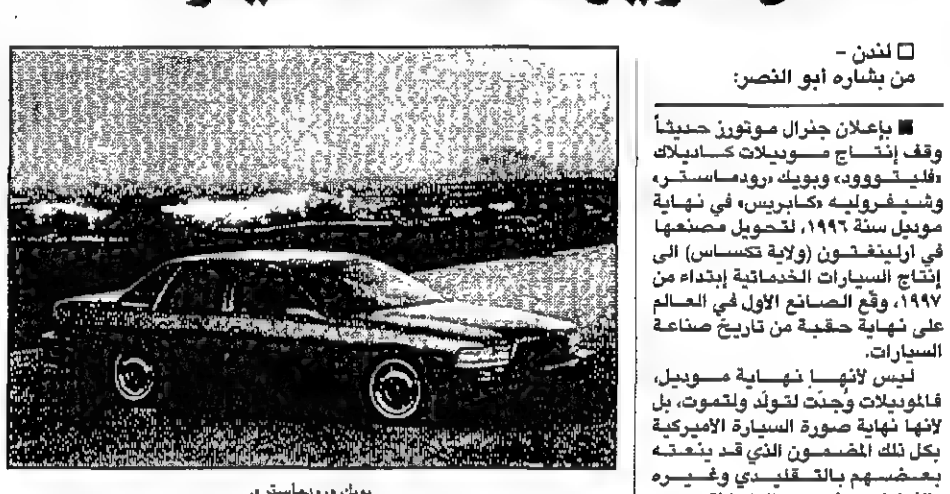 □ لندن –
من بشاره أبو النصر:
■ بإعلان جنرال موتورز حديثاً
وقف إنتاج موديلات كاديلاك
«فليتوود» وبويك «رودماستر»
وشيفروليه «كابريس» في نهاية
موديل سنة ١٩٩٦، لتحويل مصنعها
في ارلينغتون (ولاية تكساس) الى
إنتاج السيارات الخدماتية إبتداء من
١٩٩٧، وقّع الصانع الأول في العالم
على نهاية حقبة من تاريخ صناعة
السيارات.
ليس لأنها نهاية موديل،
فالموديلات وُجدت لتولد ولتموت، بل
لأنها نهاية صورة السيارة الأميركية
بكل ذلك المضمون الذي قد ينعته
بعضهم بالتقليدي وغيره
بويك «رودماستر».